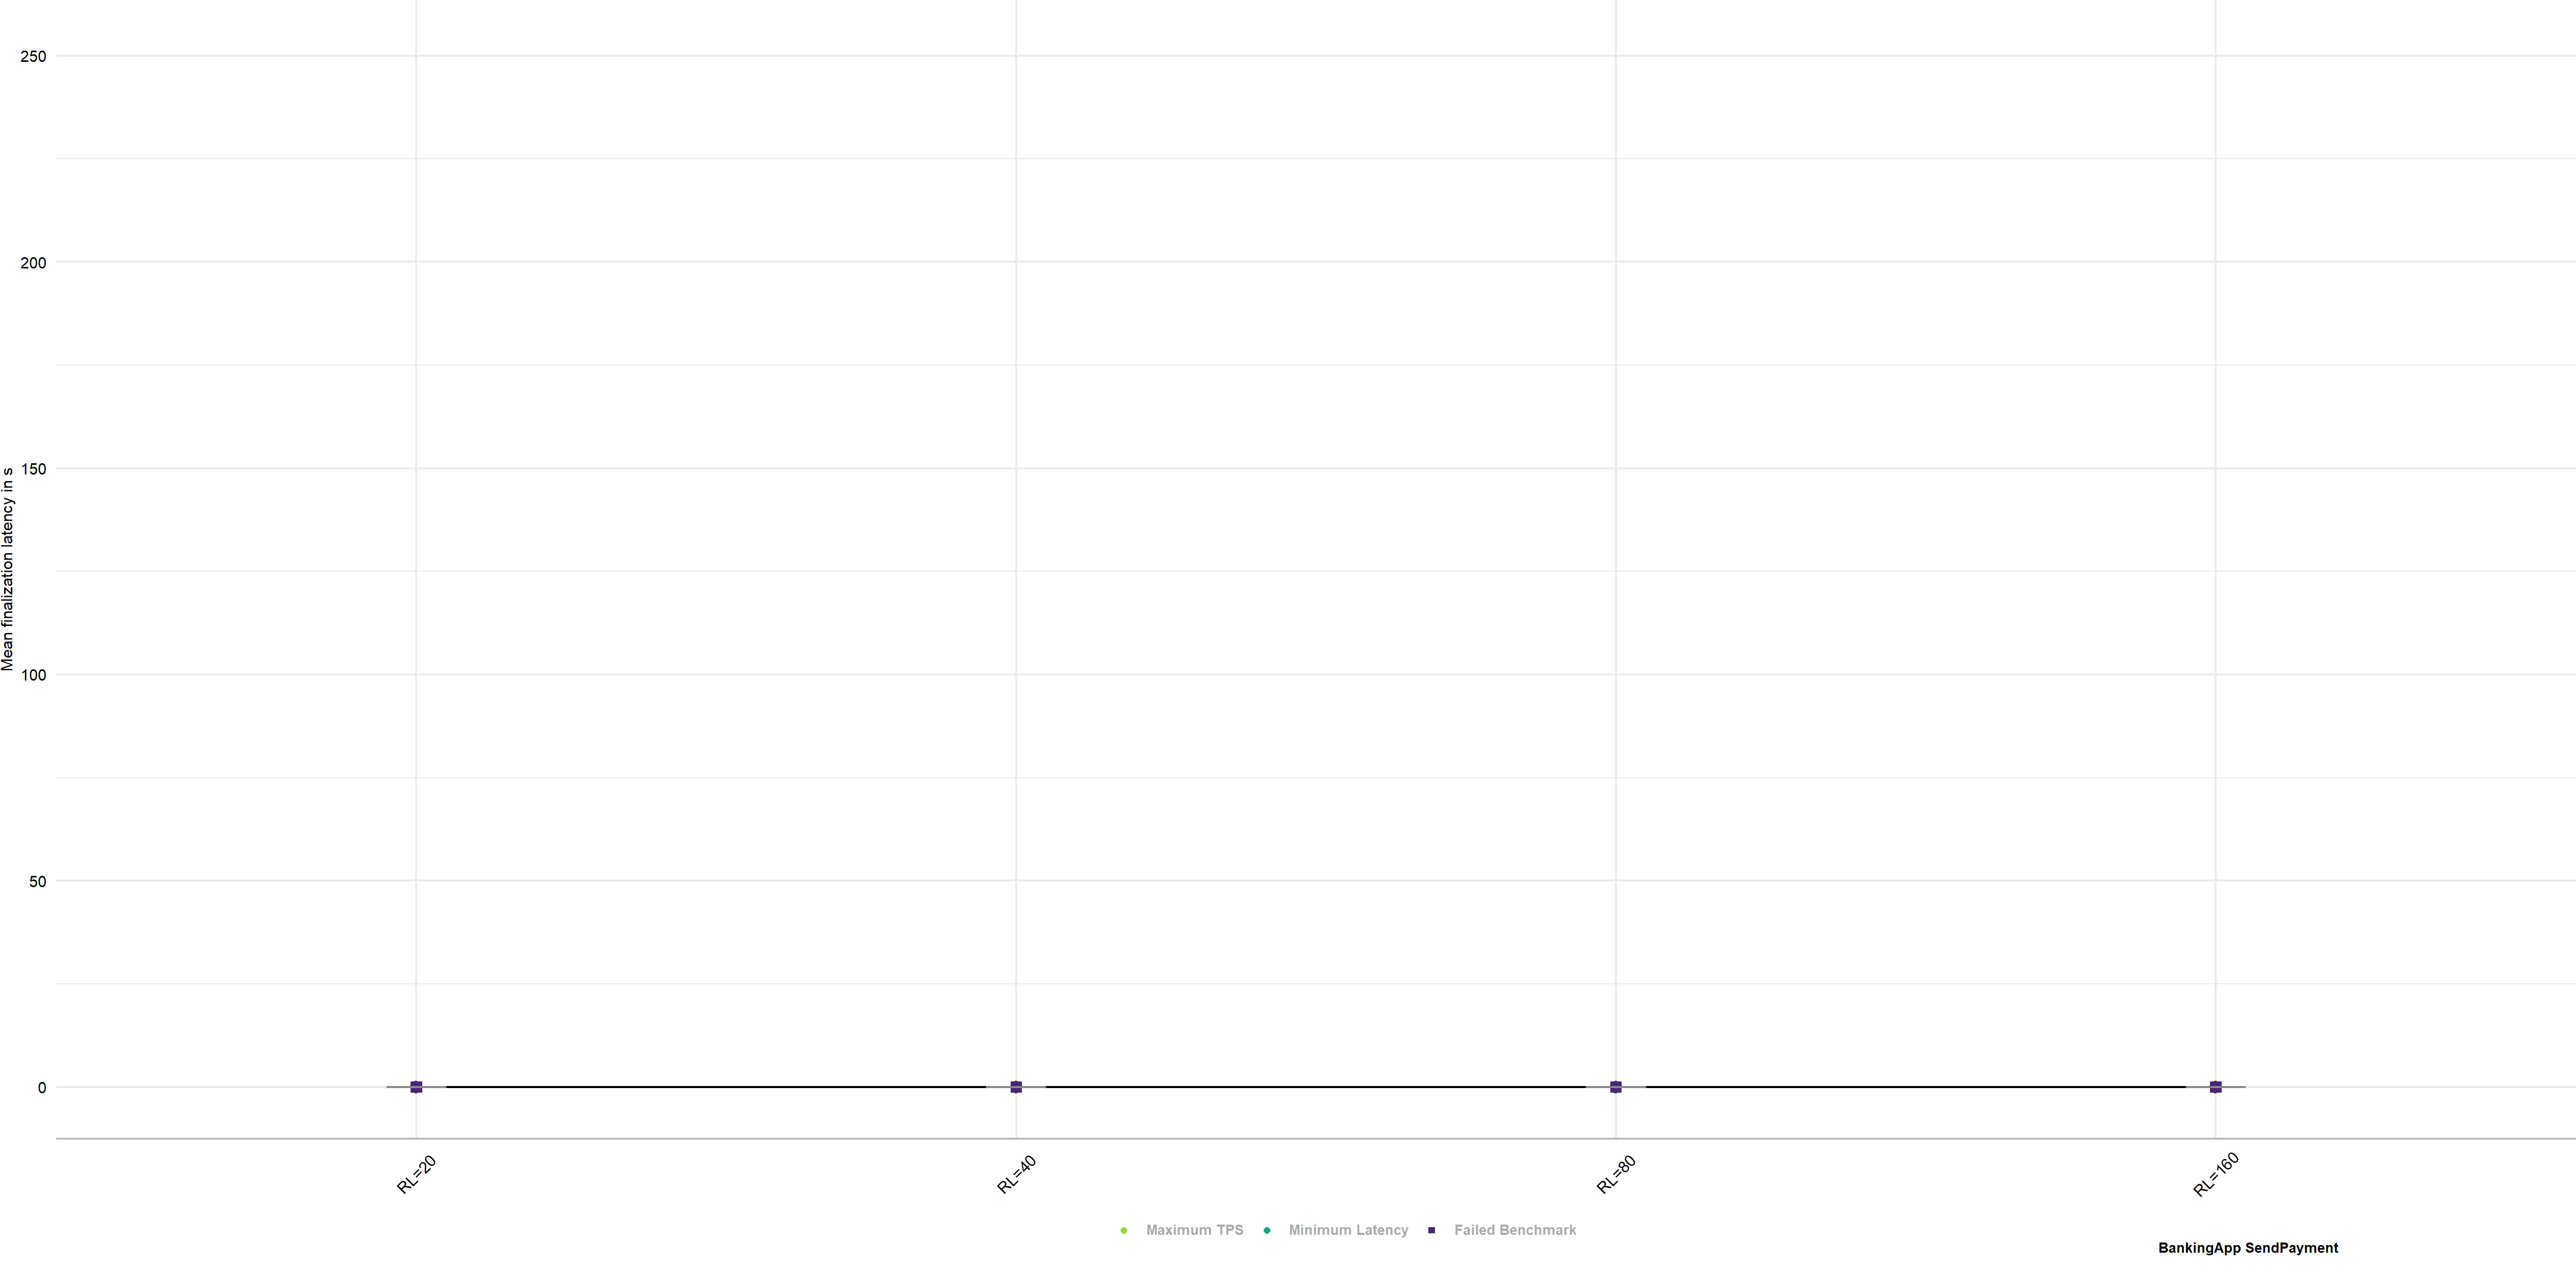 250
200
150
100
50
0
Mean finalization latency in s
RL=20
RL=40
RL=80
RL=160
Maximum TPS
Minimum Latency
Failed Benchmark
BankingApp SendPayment